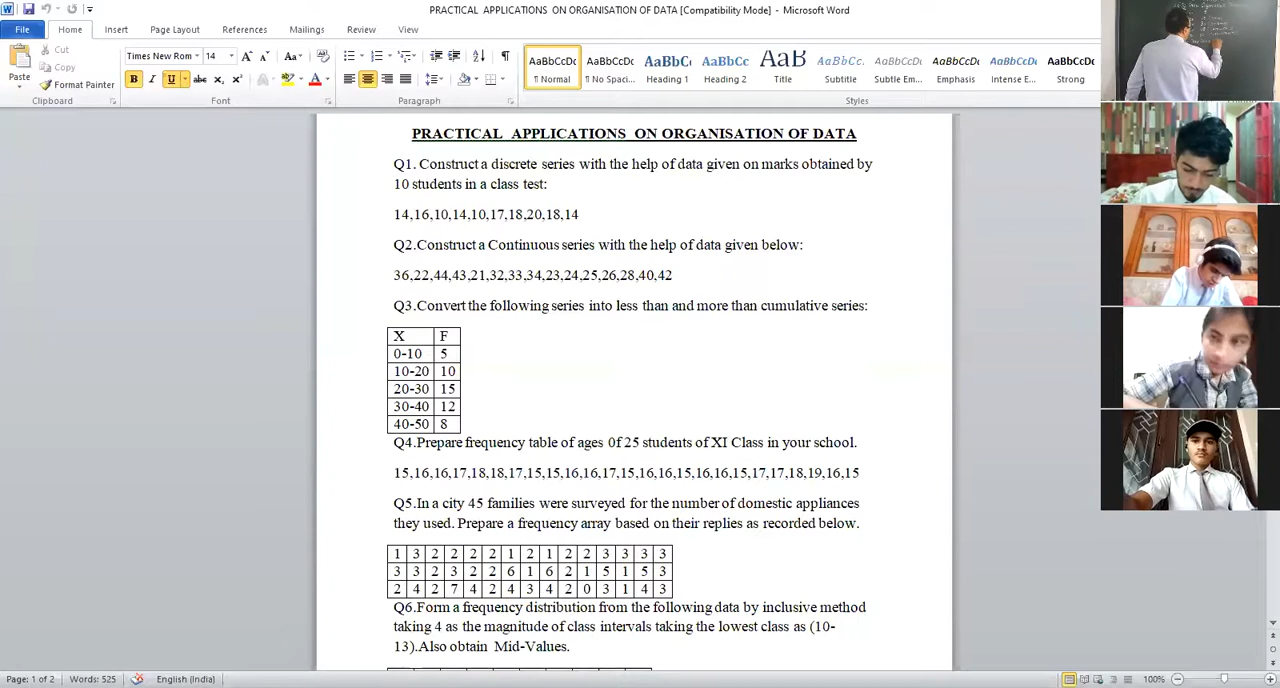 PRACTICAL APPLICATIONS ON ORGANISATION OF DATA [Compatibility Mode] - Microsoft Word
File Home Insert Page Layout References Mailings Review View
Cut
Copy
Format Painter
Paste
Clipboard
Times New Rom 14
B I U abc x₂ x²
Aa
A
Font
Paragraph
AaBbCcDc AaBbCcDc AaBbCc AaBbCc AaB AaBbCc. AaBbCcDc AaBbCcDc AaBbCcDc AaBbCcDc
¶ Normal ¶ No Spaci... Heading 1 Heading 2 Title Subtitle Subtle Em... Emphasis Intense E... Strong
Styles
PRACTICAL APPLICATIONS ON ORGANISATION OF DATA
Q1. Construct a discrete series with the help of data given on marks obtained by
10 students in a class test:
14,16,10,14,10,17,18,20,18,14
Q2.Construct a Continuous series with the help of data given below:
36,22,44,43,21,32,33,34,23,24,25,26,28,40,42
Q3.Convert the following series into less than and more than cumulative series:
X F
0-10 5
10-20 10
20-30 15
30-40 12
40-50 8
Q4.Prepare frequency table of ages 0f 25 students of XI Class in your school.
15,16,16,17,18,18,17,15,15,16,16,17,15,16,16,15,16,16,15,17,17,18,19,16,15
Q5.In a city 45 families were surveyed for the number of domestic appliances
they used. Prepare a frequency array based on their replies as recorded below.
1 3 2 2 2 2 1 2 1 2 2 3 3 3 3
3 3 2 3 2 2 6 1 6 2 1 5 1 5 3
2 4 2 7 4 2 4 3 4 2 0 3 1 4 3
Q6.Form a frequency distribution from the following data by inclusive method
taking 4 as the magnitude of class intervals taking the lowest class as (10-
13).Also obtain Mid-Values.
Page: 1 of 2 Words: 525 English (India) 100%